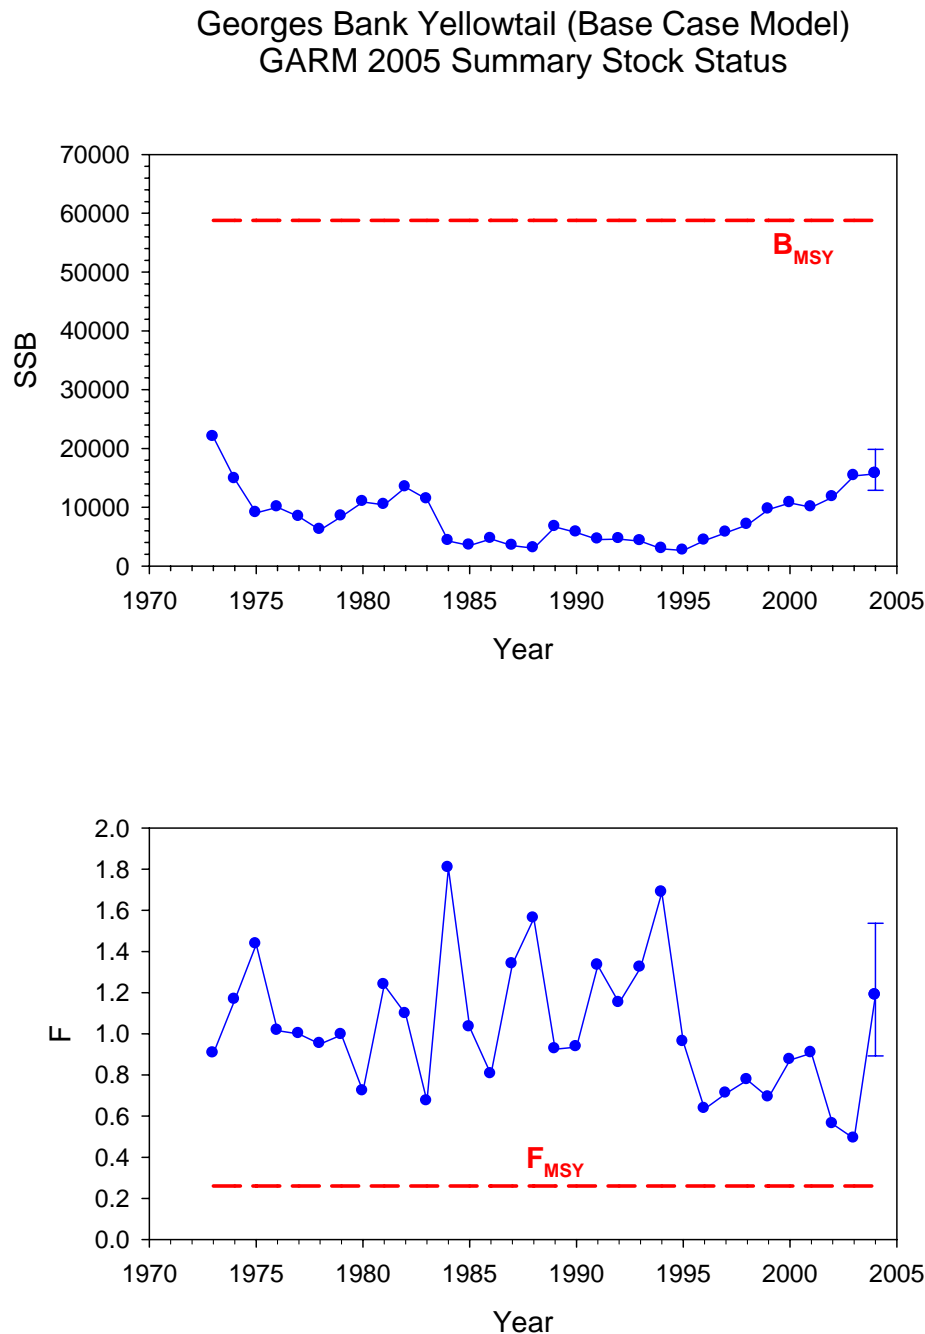 Georges Bank Yellowtail (Base Case Model)
GARM 2005 Summary Stock Status
70000
60000
50000
40000
30000
20000
10000
0
SSB
BMSY
1970 1975 1980 1985 1990 1995 2000 2005
Year
2.0
1.8
1.6
1.4
1.2
1.0
0.8
0.6
0.4
0.2
0.0
F
FMSY
1970 1975 1980 1985 1990 1995 2000 2005
Year